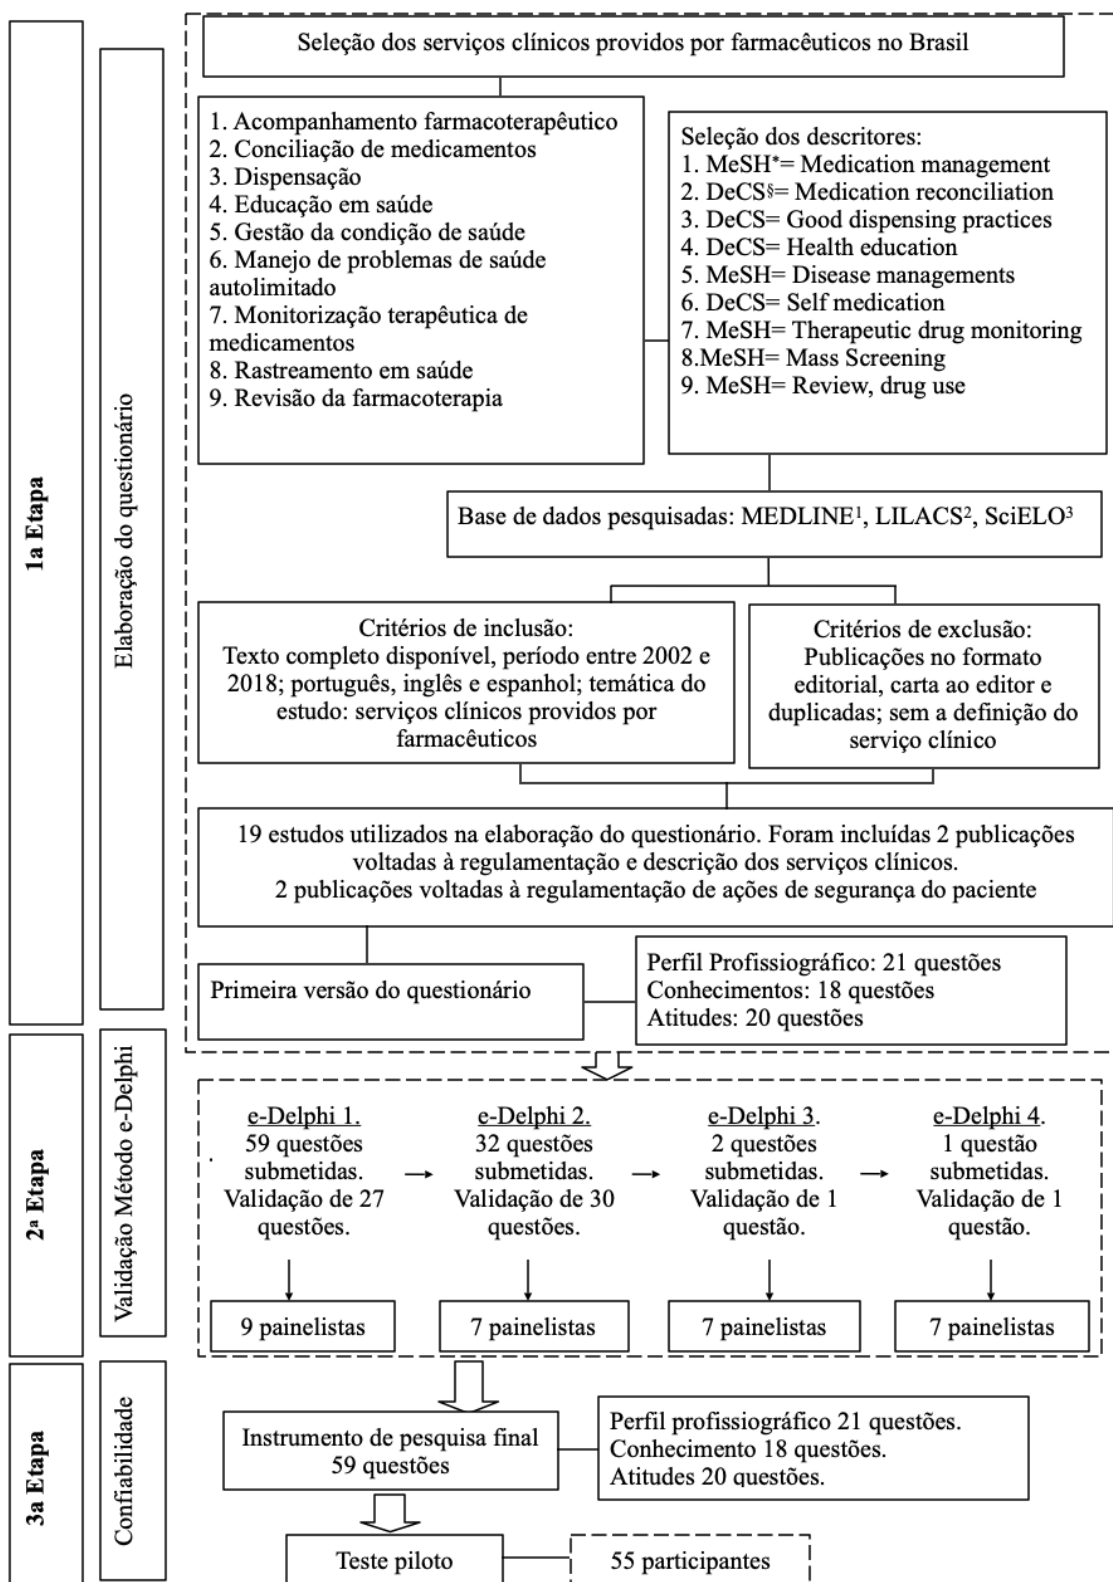 Seleção dos serviços clínicos providos por farmacêuticos no Brasil
1. Acompanhamento farmacoterapêutico
2. Conciliação de medicamentos
3. Dispensação
4. Educação em saúde
5. Gestão da condição de saúde
6. Manejo de problemas de saúde
autolimitado
7. Monitorização terapêutica de
medicamentos
8. Rastreamento em saúde
9. Revisão da farmacoterapia
Seleção dos descritores:
1. MeSH*= Medication management
2. DeCS§= Medication reconciliation
3. DeCS= Good dispensing practices
4. DeCS= Health education
5. MeSH= Disease managements
6. DeCS= Self medication
7. MeSH= Therapeutic drug monitoring
8.MeSH= Mass Screening
9. MeSH= Review, drug use
1a Etapa
Elaboração do questionário
Base de dados pesquisadas: MEDLINE¹, LILACS², SciELO³
Critérios de inclusão:
Texto completo disponível, período entre 2002 e
2018; português, inglês e espanhol; temática do
estudo: serviços clínicos providos por
farmacêuticos
Critérios de exclusão:
Publicações no formato
editorial, carta ao editor e
duplicadas; sem a definição do
serviço clínico
19 estudos utilizados na elaboração do questionário. Foram incluídas 2 publicações
voltadas à regulamentação e descrição dos serviços clínicos.
2 publicações voltadas à regulamentação de ações de segurança do paciente
Primeira versão do questionário
Perfil Profissiográfico: 21 questões
Conhecimentos: 18 questões
Atitudes: 20 questões
2ª Etapa
Validação Método e-Delphi
e-Delphi 1.
59 questões
submetidas.
Validação de 27
questões.
9 painelistas
e-Delphi 2.
32 questões
submetidas.
Validação de 30
questões.
7 painelistas
e-Delphi 3.
2 questões
submetidas.
Validação de 1
questão.
7 painelistas
e-Delphi 4.
1 questão
submetidas.
Validação de 1
questão.
7 painelistas
3a Etapa
Confiabilidade
Instrumento de pesquisa final
59 questões
Perfil profissiográfico 21 questões.
Conhecimento 18 questões.
Atitudes 20 questões.
Teste piloto
55 participantes